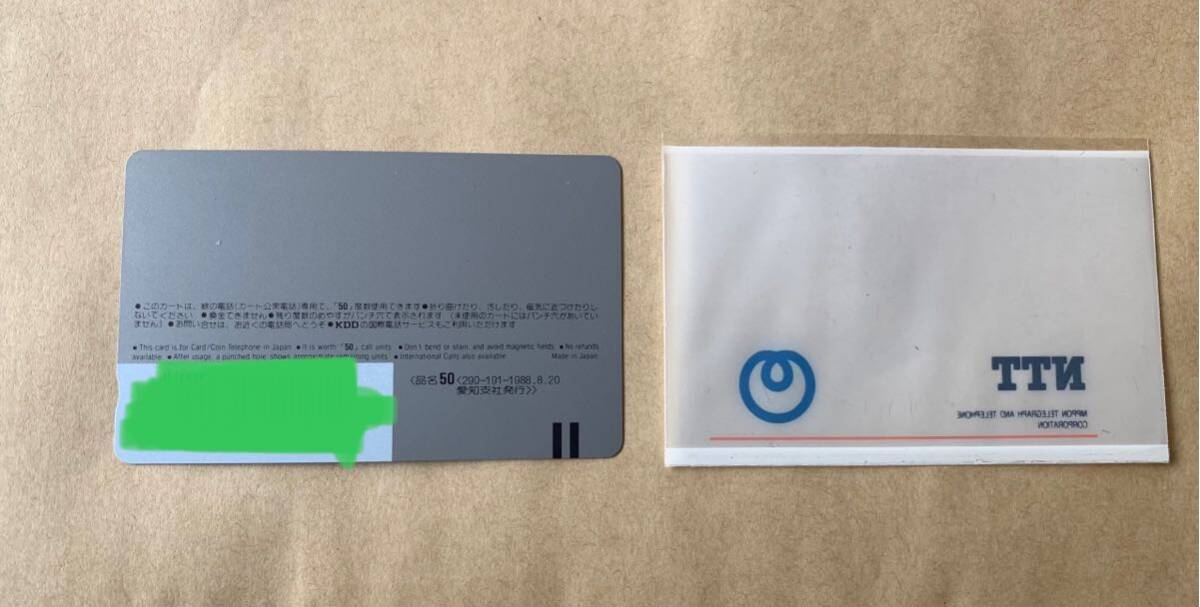 ●このカードは、緑の電話(カード公衆電話)専用で、「50」度数使用できます●折り曲げたり、汚したり、磁気に近づけたりし
ないでください ●換金できません●残り度数のめやすがパンチ穴で表示されます (未使用のカードにはパンチ穴があいてい
ません) ●お問い合せは、お近くの電話局へどうぞ ●KDDの国際電話サービスもご利用いただけます
● This card is for Card/Coin Telephone in Japan ● It is worth「50」call units. ● Don't bend or stain, and avoid magnetic fields. ● No refunds
available. ● After usage, a punched hole shows approximate remaining units. ● International Calls also available. Made in Japan
〈品名50〈290-191-1988.8.20
愛知支社発行〉〉
NTT
NIPPON TELEGRAPH AND TELEPHONE
CORPORATION